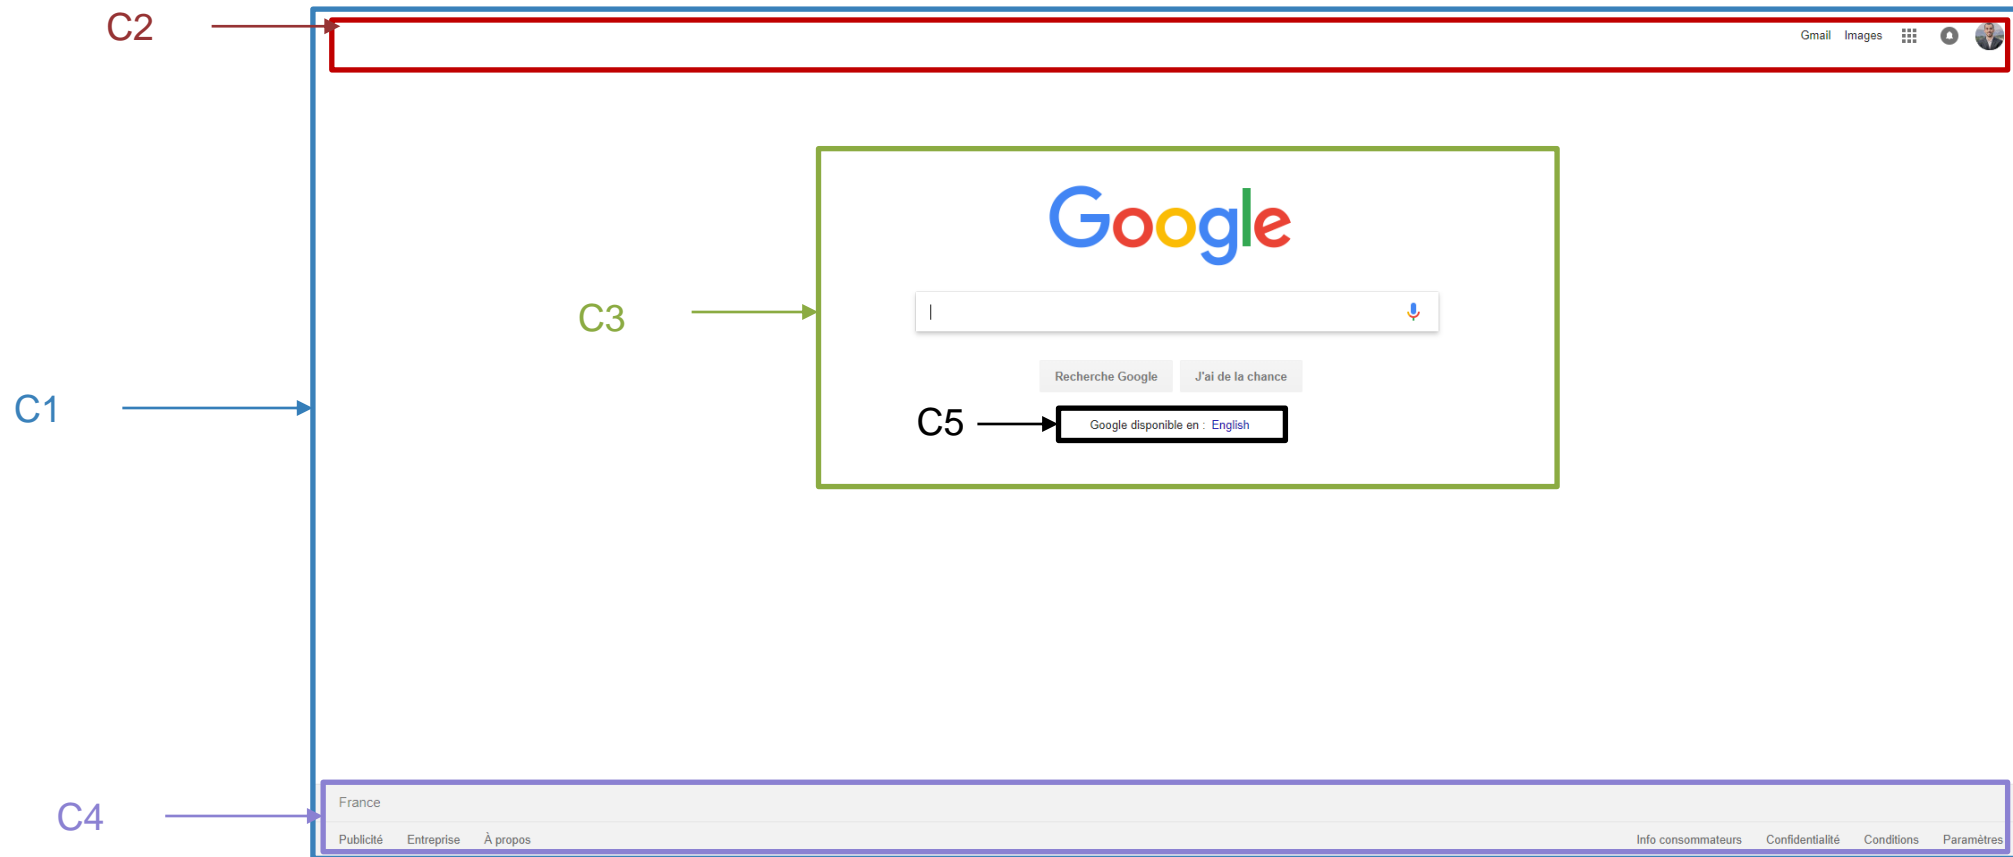 C2
Gmail Images
Google
C3
Recherche Google J'ai de la chance
C1
C5
Google disponible en : English
France
C4
Publicité Entreprise À propos Info consommateurs Confidentialité Conditions Paramètres